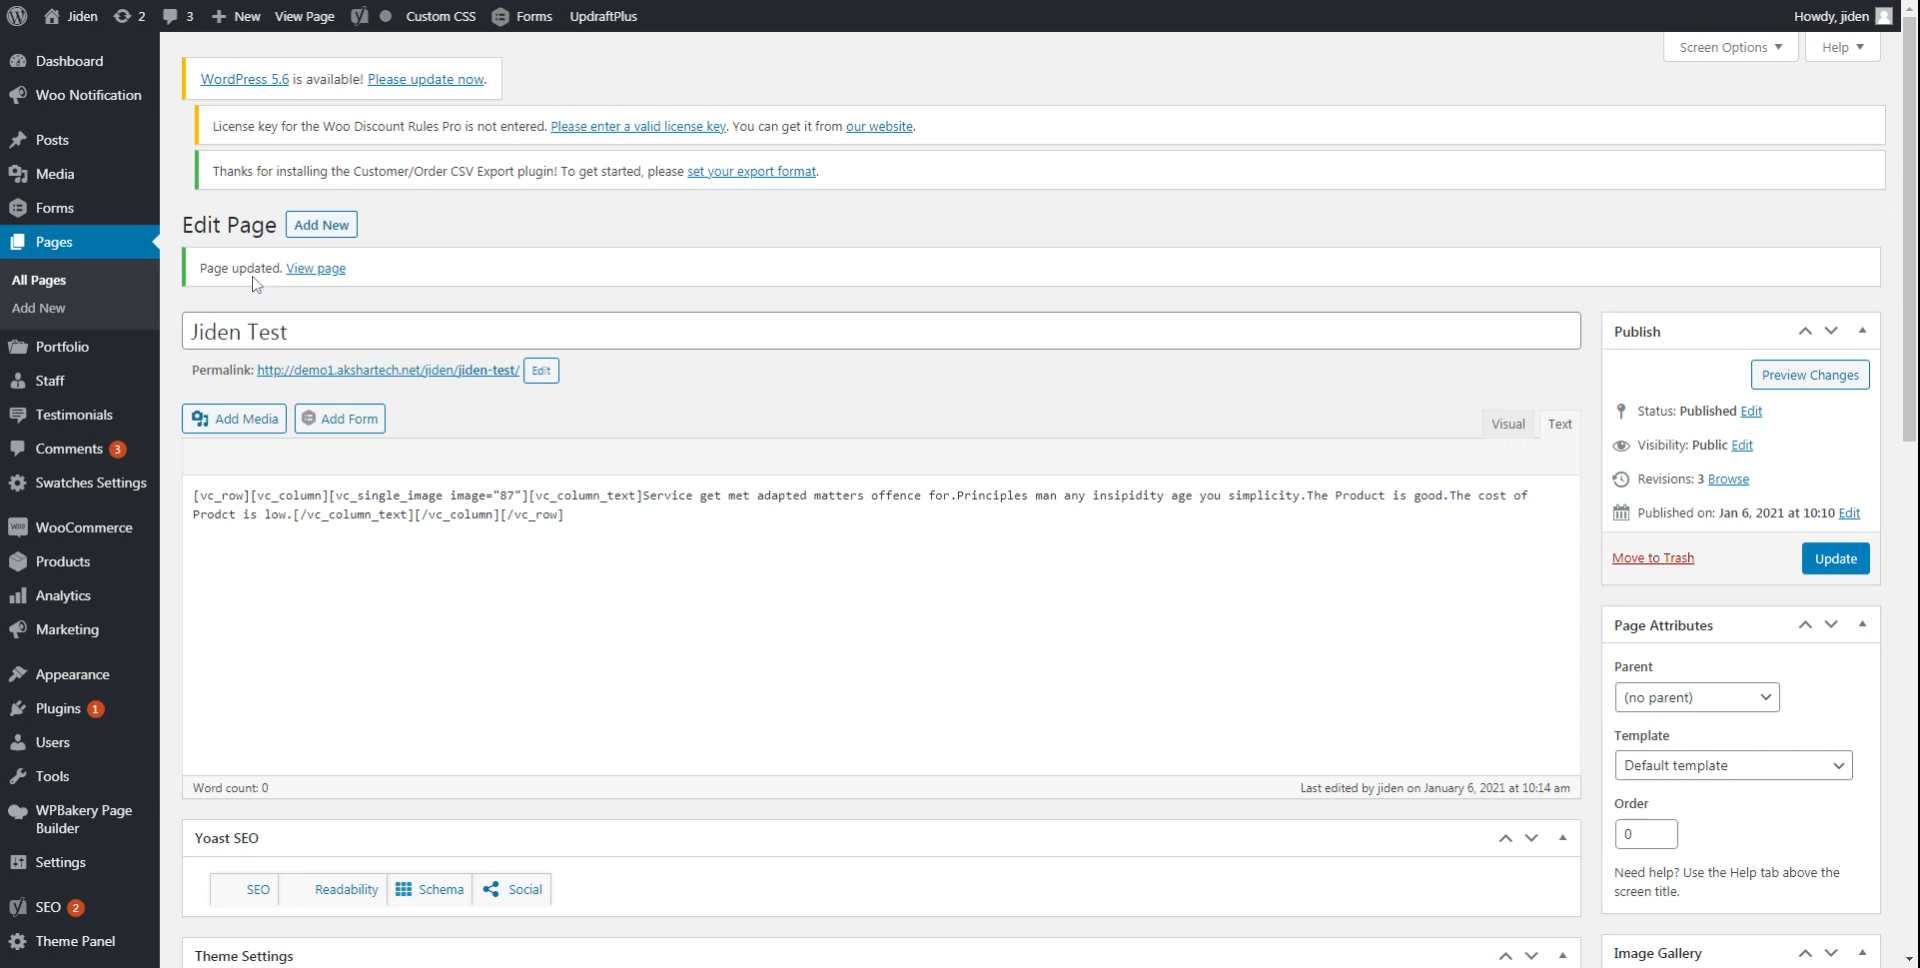 Jiden
2
3
New
View Page
Custom CSS
Forms
UpdraftPlus
Howdy, jiden
Screen Options
Help
Dashboard
Woo Notification
Posts
Media
Forms
Pages
All Pages
Add New
Portfolio
Staff
Testimonials
Comments 3
Swatches Settings
WooCommerce
Products
Analytics
Marketing
Appearance
Plugins 1
Users
Tools
WPBakery Page
Builder
Settings
SEO 2
Theme Panel
WordPress 5.6 is available! Please update now.
License key for the Woo Discount Rules Pro is not entered. Please enter a valid license key. You can get it from our website.
Thanks for installing the Customer/Order CSV Export plugin! To get started, please set your export format.
Edit Page
Add New
Page updated. View page
Jiden Test
Permalink: http://demo1.akshartech.net/jiden/jiden-test/ Edit
Add Media
Add Form
Visual
Text
[vc_row][vc_column][vc_single_image image="87"][vc_column_text]Service get met adapted matters offence for.Principles man any insipidity age you simplicity.The Product is good.The cost of
Prodct is low.[/vc_column_text][/vc_column][/vc_row]
Word count: 0
Last edited by jiden on January 6, 2021 at 10:14 am
Yoast SEO
SEO
Readability
Schema
Social
Theme Settings
Publish
Preview Changes
Status: Published Edit
Visibility: Public Edit
Revisions: 3 Browse
Published on: Jan 6, 2021 at 10:10 Edit
Move to Trash
Update
Page Attributes
Parent
(no parent)
Template
Default template
Order
0
Need help? Use the Help tab above the
screen title.
Image Gallery